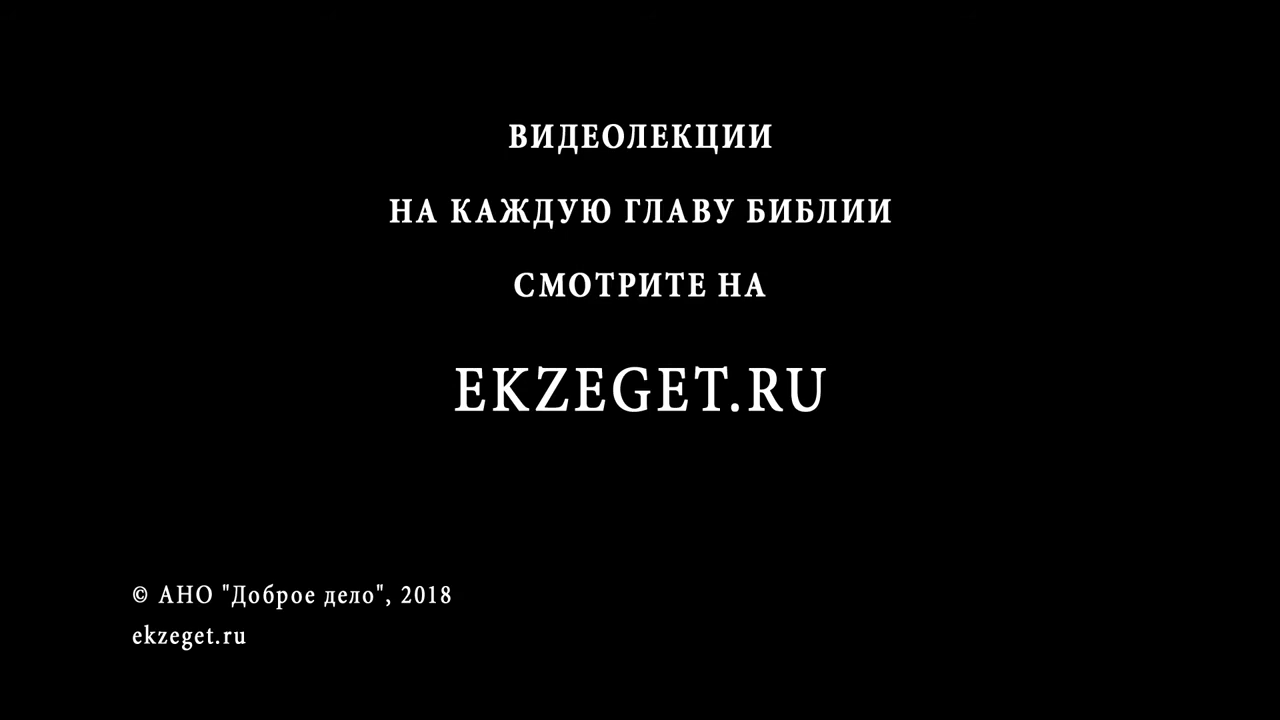 ВИДЕОЛЕКЦИИ
НА КАЖДУЮ ГЛАВУ БИБЛИИ
СМОТРИТЕ НА
EKZEGET.RU
© АНО "Доброе дело", 2018
ekzeget.ru